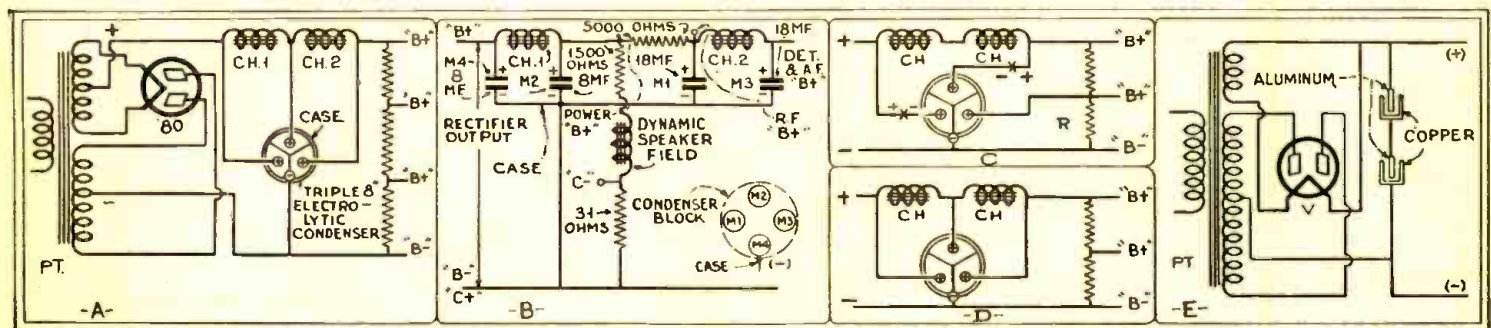 +
'80
PT.
CH.1
CH.2
CASE
TRIPLE 8
ELECTRO-
LYTIC
CONDENSER
"B+"
"B+"
"B+"
"B-"
-A-
"B+"
M4-
8
MF
CH.1
M2
1500
OHMS
8MF
5000 OHMS
18MF
M1
CH.2
M3
18MF
DET.
& A.F.
"B+"
RECTIFIER
OUTPUT
CASE
POWER
"B+"
R.F.
"B+"
DYNAMIC
SPEAKER
FIELD
"C-"
31
OHMS
CONDENSER
BLOCK
M2
M1
M3
M4
CASE
(-)
"B-"
"C+"
-B-
+
CH
CH
"B+"
- +
+ -
"B+"
R
-
"B-"
C
+
CH
CH
"B+"
"B+"
-
"B-"
-D-
(+)
ALUMINUM
COPPER
V
PT
(-)
-E-